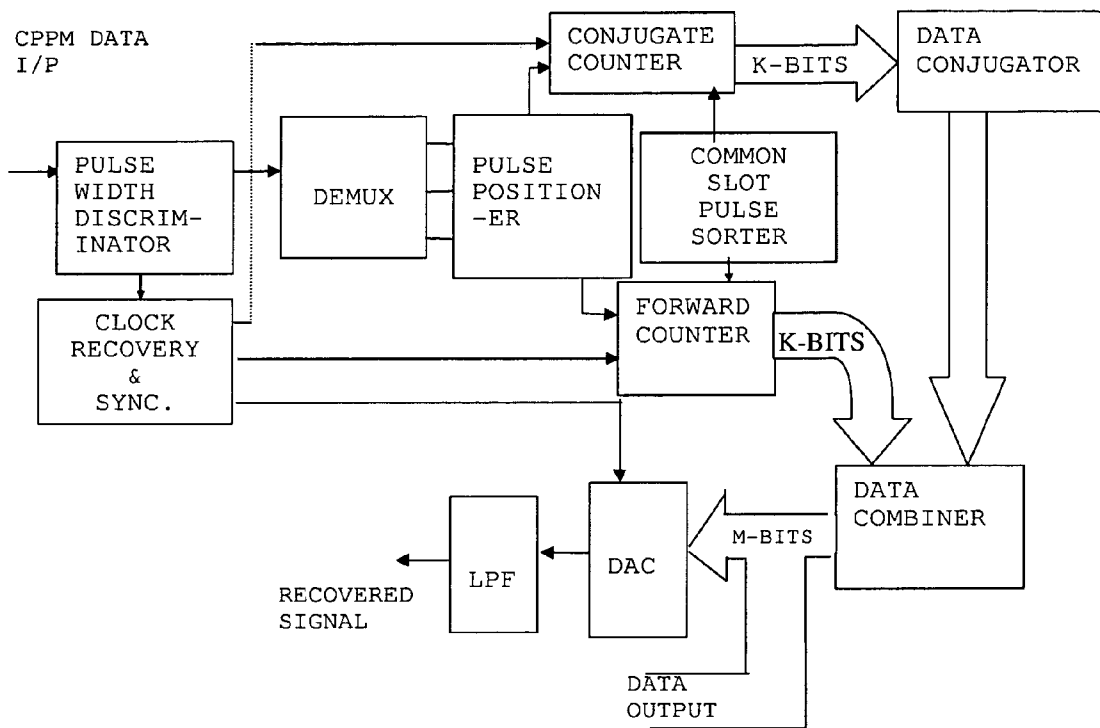 CPPM DATA
I/P
CONJUGATE
COUNTER
K-BITS
DATA
CONJUGATOR
PULSE
WIDTH
DISCRIM-
INATOR
DEMUX
PULSE
POSITION
-ER
COMMON
SLOT
PULSE
SORTER
CLOCK
RECOVERY
&
SYNC.
FORWARD
COUNTER
K-BITS
DATA
COMBINER
M-BITS
DAC
LPF
RECOVERED
SIGNAL
DATA
OUTPUT